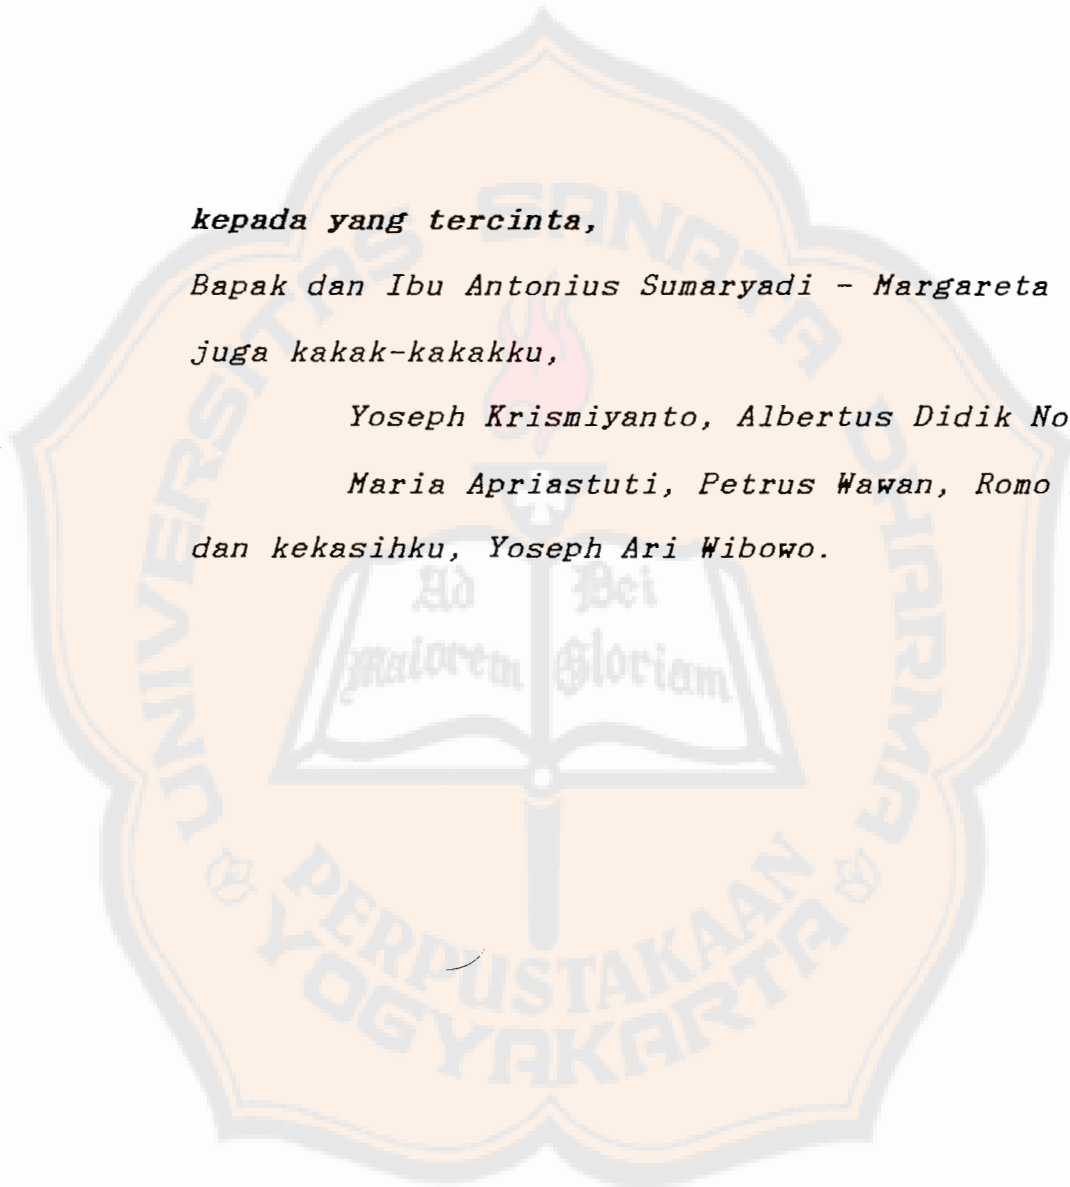 kepada yang tercinta,
Bapak dan Ibu Antonius Sumaryadi - Margareta
juga kakak-kakakku,
Yoseph Krismiyanto, Albertus Didik No
Maria Apriastuti, Petrus Wawan, Romo
dan kekasihku, Yoseph Ari Wibowo.
UNIVERSITAS SANATA DHARMA
Ad Dei
maiorem Gloriam
PERPUSTAKAAN
YOGYAKARTA